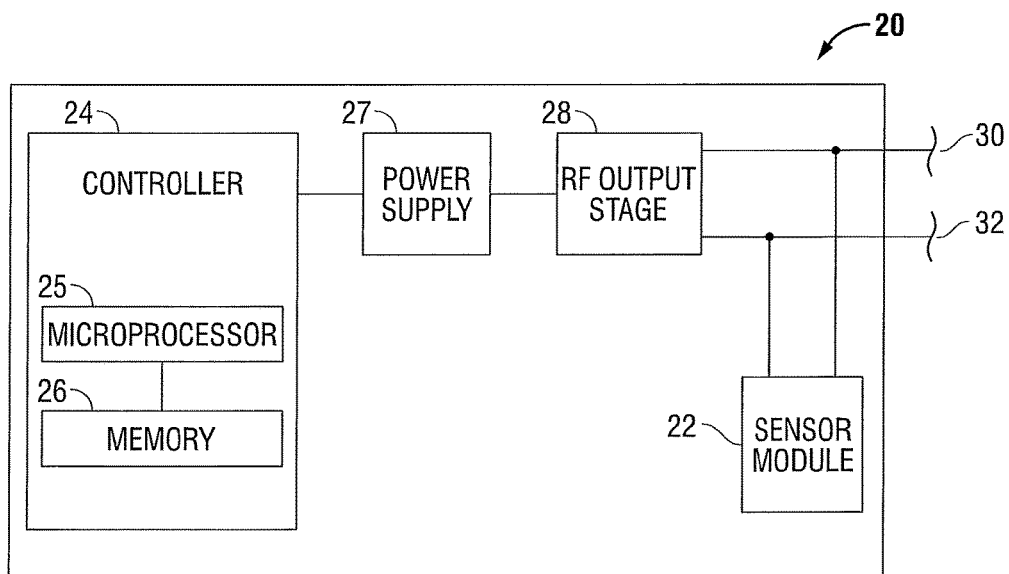 20
24
27
28
30
CONTROLLER
POWER
SUPPLY
RF OUTPUT
STAGE
32
25
MICROPROCESSOR
26
MEMORY
22
SENSOR
MODULE